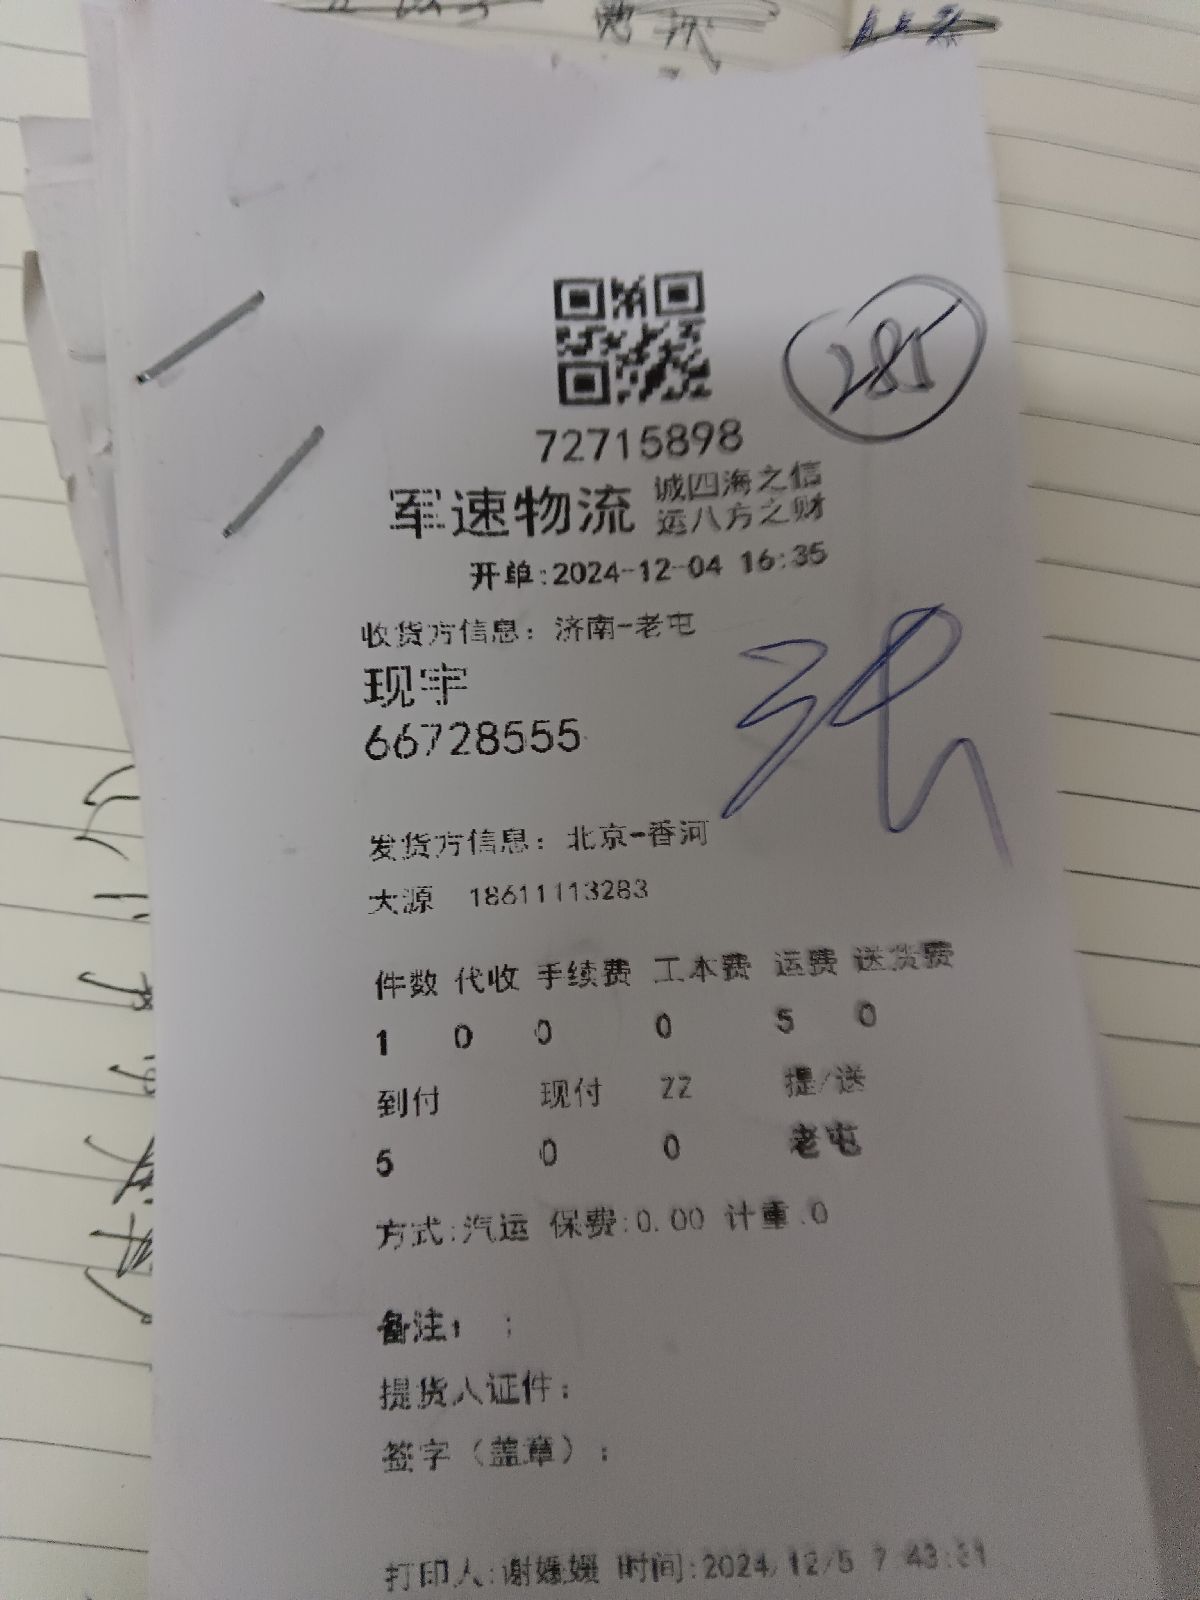 285
72715898
军速物流 诚四海之信
运八方之财
开单:2024-12-04 16:35
收货方信息: 济南-老屯
现宇
66728555
发货方信息: 北京-香河
大源 18611113283
件数 代收 手续费 工本费 运费 送货费
1 0 0 0 5 0
到付 现付 ZZ 提/送
5 0 0 老屯
方式:汽运 保费:0.00 计重:0
备注: :
提货人证件:
签字(盖章):
打印人:谢媛媛 时间:2024/12/5 7:43:31